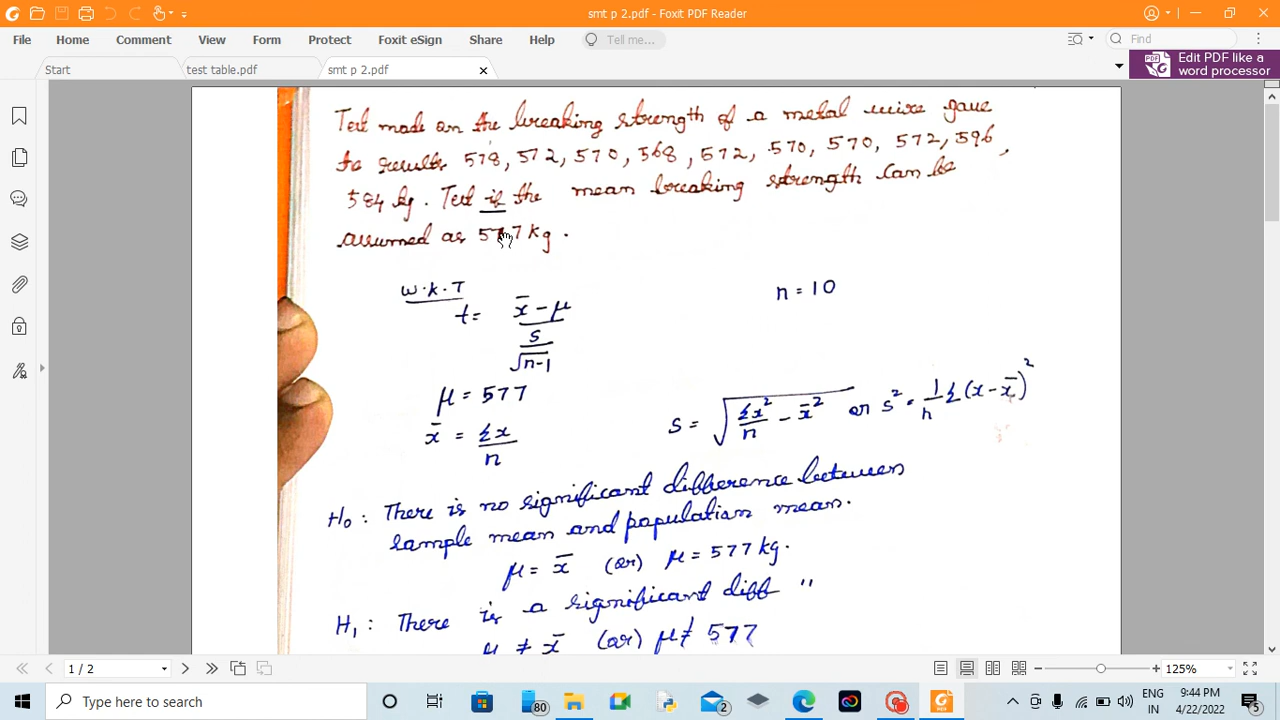 smt p 2.pdf - Foxit PDF Reader
File Home Comment View Form Protect Foxit eSign Share Help Tell me... Find
Start test table.pdf smt p 2.pdf
Edit PDF like a
word processor
Test made on the breaking strength of a metal wire gave
te results 578, 572, 570, 568, 572, 570, 570, 572, 596,
584 kg. Test if the mean breaking strength can be
assumed as 577 kg.
w.k.T
n = 10
t = x̄ - μ
s
√n-1
μ = 577
x̄ = Σx
n
s = √Σx²/n - x̄² or s² = 1/n Σ(x - x̄)²
H₀ : There is no significant difference between
sample mean and population mean.
μ = x̄ (or) μ = 577 kg.
H₁ : There is a significant diff "
μ ≠ x̄ (or) μ ≠ 577
1 / 2
125%
Type here to search
80
2
ENG
IN
9:44 PM
4/22/2022
5